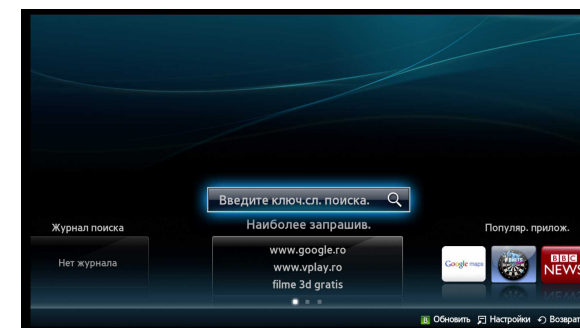 Введите ключ.сл. поиска.
Журнал поиска
Нет журнала
Наиболее запрашив.
www.google.ro
www.vplay.ro
filme 3d gratis
Популяр. прилож.
Google maps
DARTS
BBC
NEWS
B Обновить Настройки Возврат